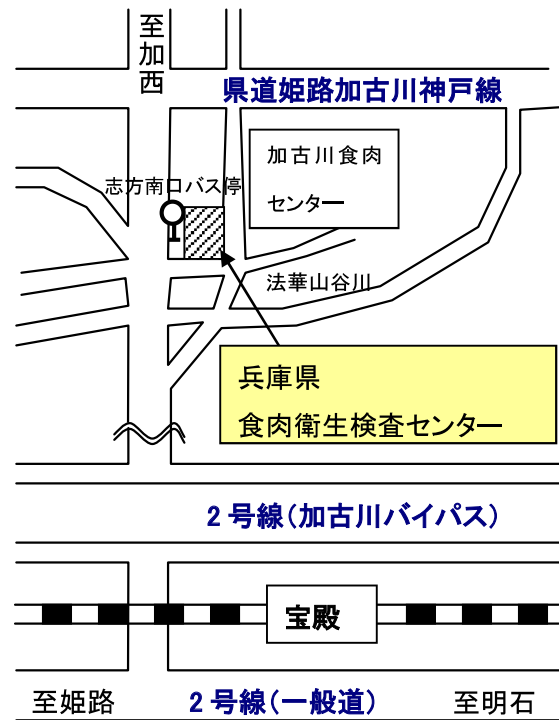 至加西
県道姫路加古川神戸線
加古川食肉
センター
志方南口バス停
法華山谷川
兵庫県
食肉衛生検査センター
2号線(加古川バイパス)
宝殿
至姫路
2号線(一般道)
至明石